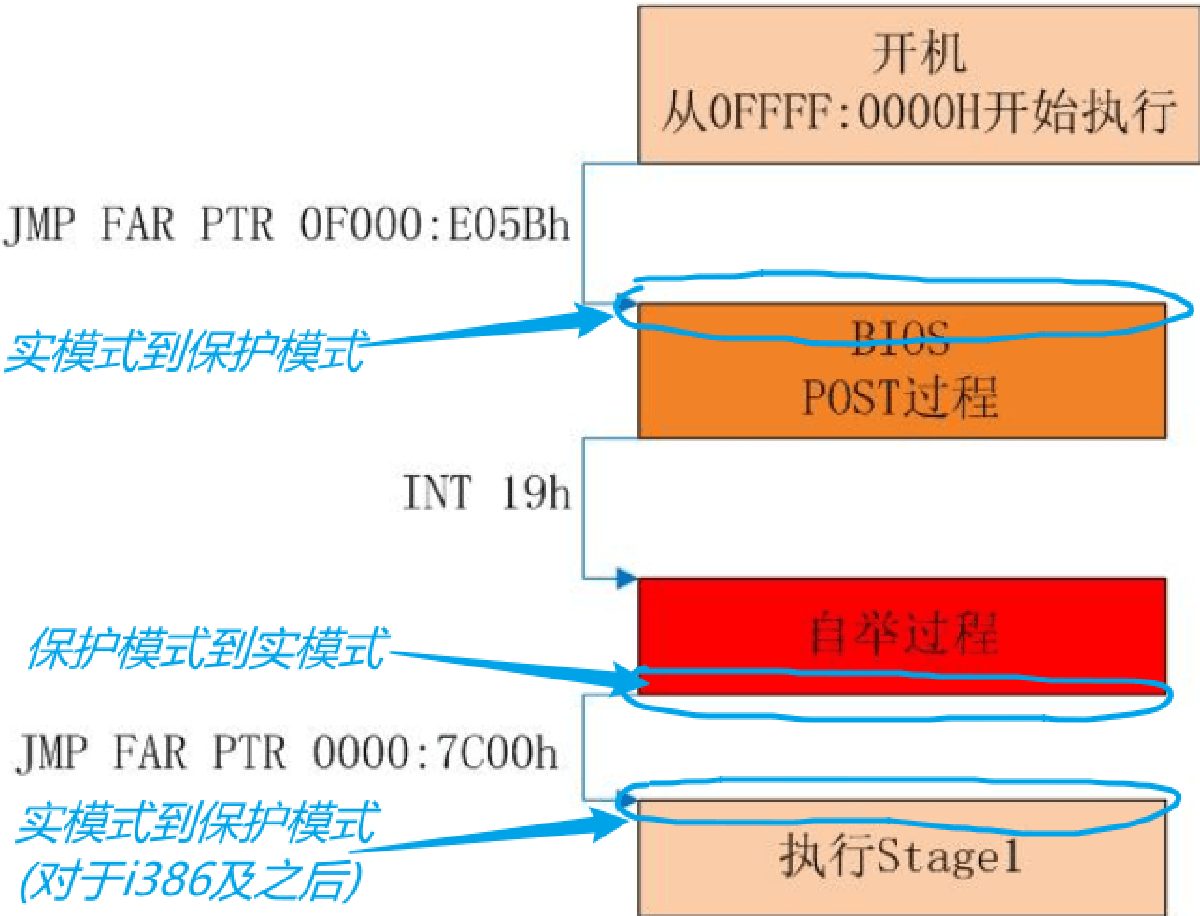 开机
从0FFFF:0000H开始执行
JMP FAR PTR 0F000:E05Bh
实模式到保护模式
BIOS
POST过程
INT 19h
自举过程
保护模式到实模式
JMP FAR PTR 0000:7C00h
实模式到保护模式
(对于i386及之后)
执行Stage1